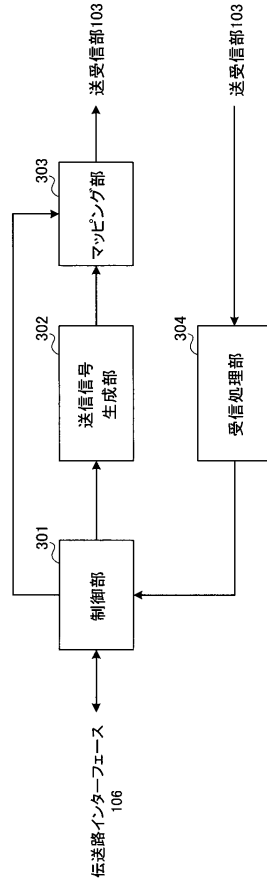 伝送路インターフェース
106
301
制御部
302
送信信号
生成部
303
マッピング部
送受信部103
304
受信処理部
送受信部103